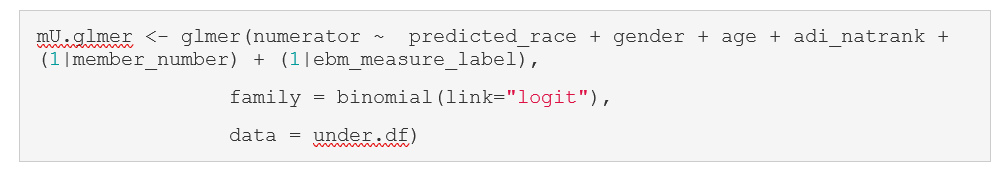 mU.glmer <- glmer(numerator ~  predicted_race + gender + age + adi_natrank +
(1|member_number) + (1|ebm_measure_label),
family = binomial(link="logit"),
data = under.df)